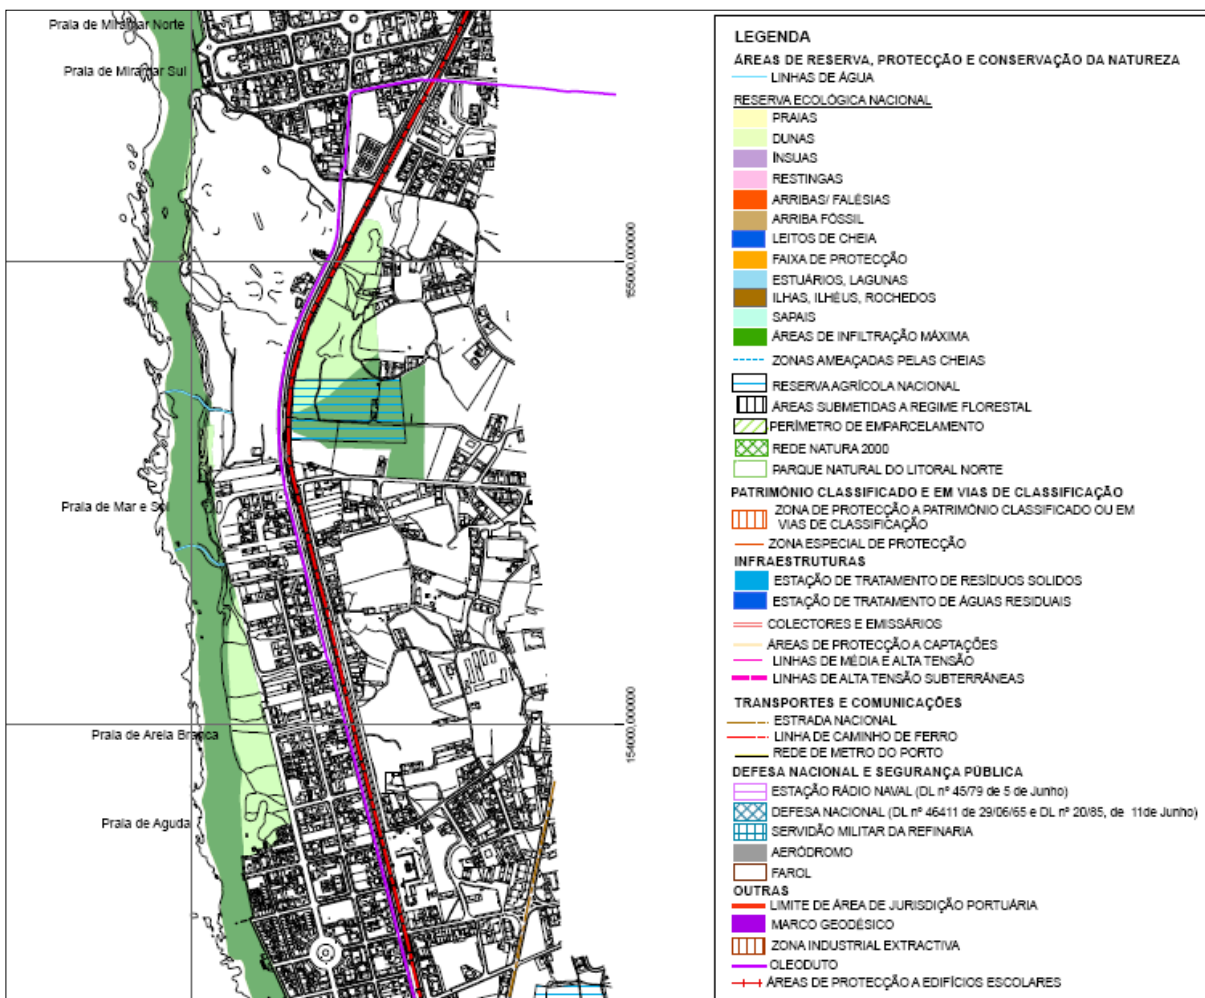 Praia de Miramar Norte
Praia de Miramar Sul
155000,000000
Praia de Mar e Sol
154000,000000
Praia de Areia Branca
Praia de Aguda
LEGENDA
ÁREAS DE RESERVA, PROTECÇÃO E CONSERVAÇÃO DA NATUREZA
LINHAS DE ÁGUA
RESERVA ECOLÓGICA NACIONAL
PRAIAS
DUNAS
ÍNSUAS
RESTINGAS
ARRIBAS/ FALÉSIAS
ARRIBA FÓSSIL
LEITOS DE CHEIA
FAIXA DE PROTECÇÃO
ESTUÁRIOS, LAGUNAS
ILHAS, ILHÉUS, ROCHEDOS
SAPAIS
ÁREAS DE INFILTRAÇÃO MÁXIMA
ZONAS AMEAÇADAS PELAS CHEIAS
RESERVA AGRÍCOLA NACIONAL
ÁREAS SUBMETIDAS A REGIME FLORESTAL
PERÍMETRO DE EMPARCELAMENTO
REDE NATURA 2000
PARQUE NATURAL DO LITORAL NORTE
PATRIMÓNIO CLASSIFICADO E EM VIAS DE CLASSIFICAÇÃO
ZONA DE PROTECÇÃO A PATRIMÓNIO CLASSIFICADO OU EM
VIAS DE CLASSIFICAÇÃO
ZONA ESPECIAL DE PROTECÇÃO
INFRAESTRUTURAS
ESTAÇÃO DE TRATAMENTO DE RESÍDUOS SOLIDOS
ESTAÇÃO DE TRATAMENTO DE ÁGUAS RESIDUAIS
COLECTORES E EMISSÁRIOS
ÁREAS DE PROTECÇÃO A CAPTAÇÕES
LINHAS DE MÉDIA E ALTA TENSÃO
LINHAS DE ALTA TENSÃO SUBTERRÂNEAS
TRANSPORTES E COMUNICAÇÕES
ESTRADA NACIONAL
LINHA DE CAMINHO DE FERRO
REDE DE METRO DO PORTO
DEFESA NACIONAL E SEGURANÇA PÚBLICA
ESTAÇÃO RÁDIO NAVAL (DL nº 45/79 de 5 de Junho)
DEFESA NACIONAL (DL nº 46411 de 29/06/65 e DL nº 20/85, de 11de Junho)
SERVIDÃO MILITAR DA REFINARIA
AERÓDROMO
FAROL
OUTRAS
LIMITE DE ÁREA DE JURISDIÇÃO PORTUÁRIA
MARCO GEODÉSICO
ZONA INDUSTRIAL EXTRACTIVA
OLEODUTO
ÁREAS DE PROTECÇÃO A EDIFÍCIOS ESCOLARES